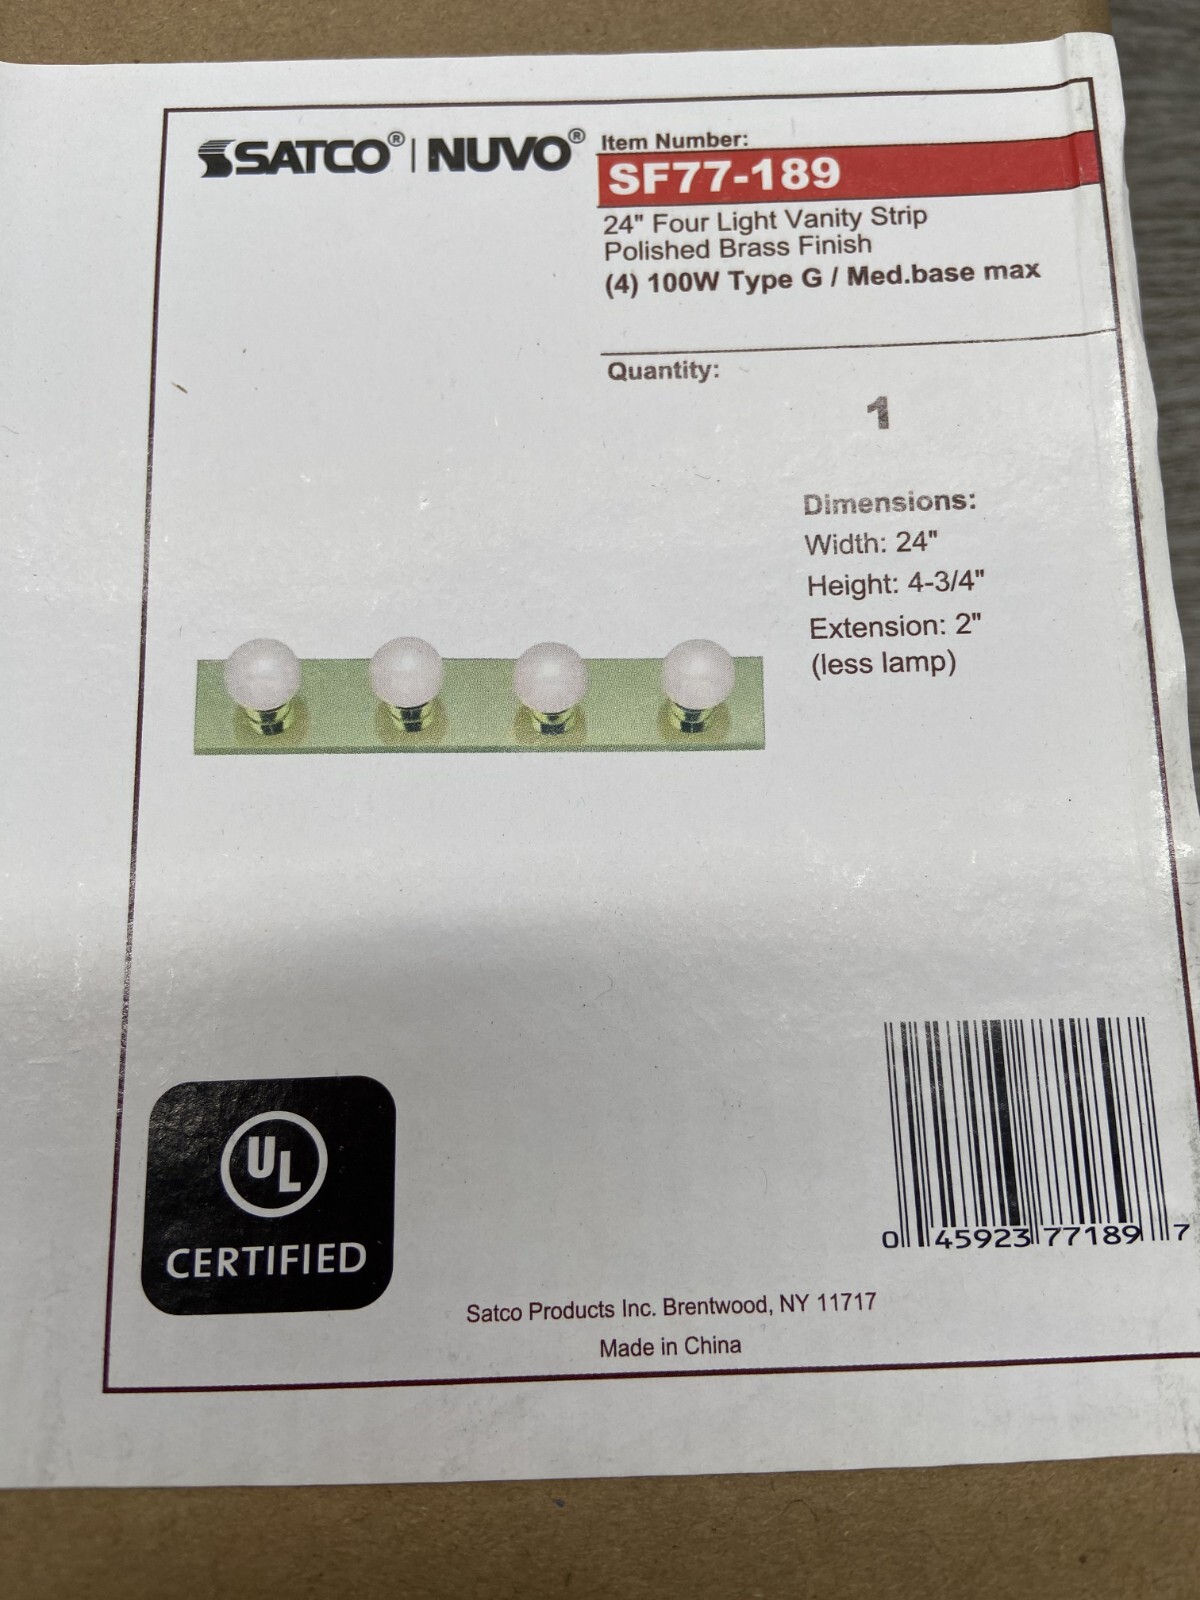 SATCO® | NUVO®
Item Number:
SF77-189
24" Four Light Vanity Strip
Polished Brass Finish
(4) 100W Type G / Med.base max
Quantity:
1
Dimensions:
Width: 24"
Height: 4-3/4"
Extension: 2"
(less lamp)
UL
CERTIFIED
0 45923 77189 7
Satco Products Inc. Brentwood, NY 11717
Made in China